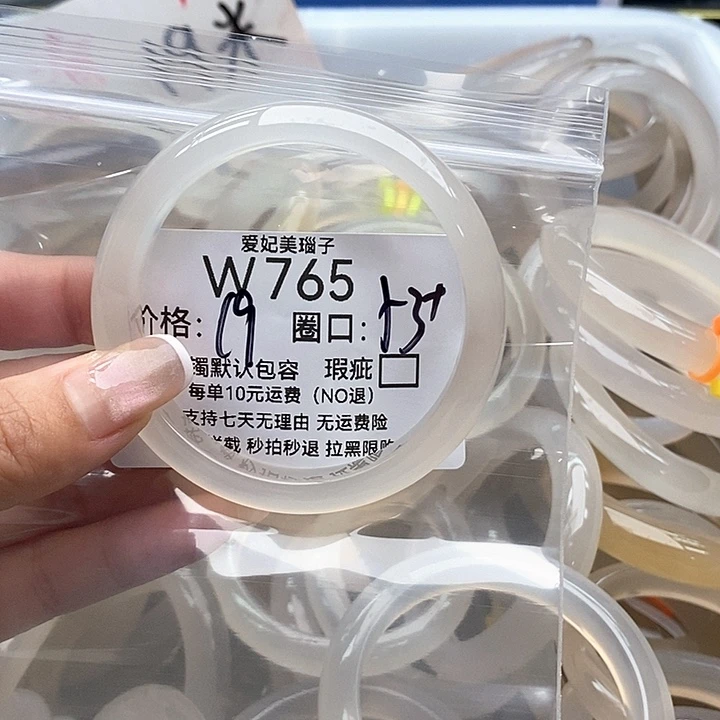 爱妃美瑙子
W765
价格: 19 圈口:
镯默认包容 瑕疵
每单10元运费(NO退)
支持七天无理由 无运费险
秒拍秒退 拉黑限购